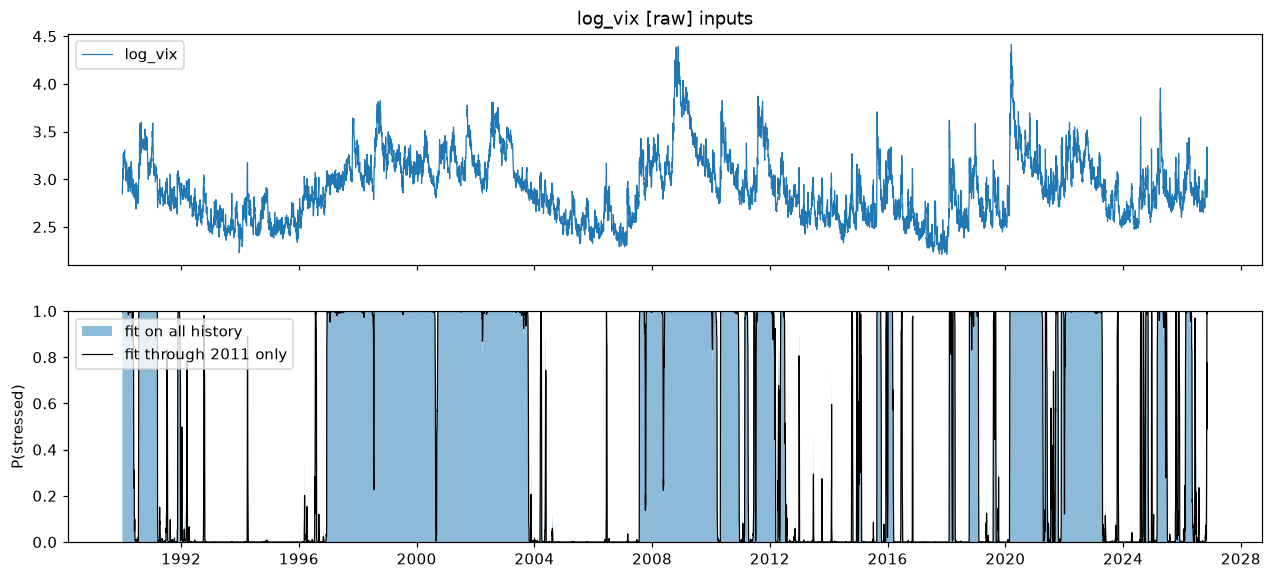 log_vix [raw] inputs
4.5
4.0
3.5
3.0
2.5
log_vix
1.0
0.8
0.6
0.4
0.2
0.0
P(stressed)
fit on all history
fit through 2011 only
1992 1996 2000 2004 2008 2012 2016 2020 2024 2028